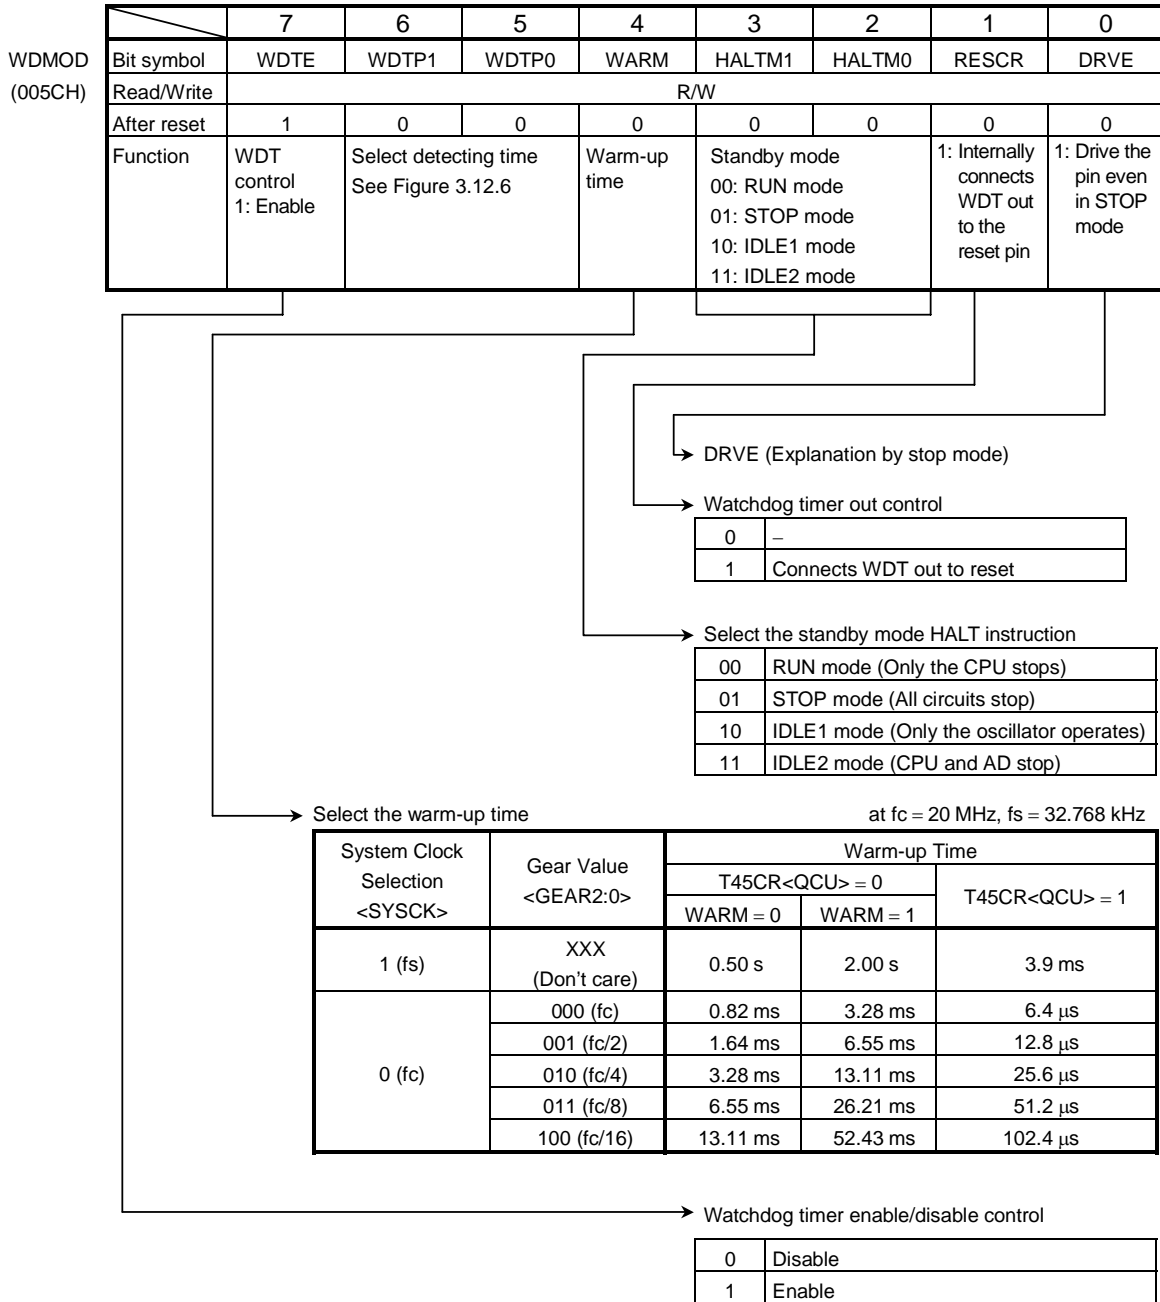 7 6 5 4 3 2 1 0
WDMOD Bit symbol WDTE WDTP1 WDTP0 WARM HALTM1 HALTM0 RESCR DRVE
(005CH) Read/Write R/W
After reset 1 0 0 0 0 0 0 0
Function WDT Select detecting time Warm-up Standby mode 1: Internally 1: Drive the
control See Figure 3.12.6 time 00: RUN mode connects pin even
1: Enable 01: STOP mode WDT out in STOP
10: IDLE1 mode to the mode
11: IDLE2 mode reset pin
DRVE (Explanation by stop mode)
Watchdog timer out control
0 –
1 Connects WDT out to reset
Select the standby mode HALT instruction
00 RUN mode (Only the CPU stops)
01 STOP mode (All circuits stop)
10 IDLE1 mode (Only the oscillator operates)
11 IDLE2 mode (CPU and AD stop)
Select the warm-up time at fc = 20 MHz, fs = 32.768 kHz
System Clock Selection <SYSCK> Gear Value <GEAR2:0> Warm-up Time
T45CR<QCU> = 0 T45CR<QCU> = 1
WARM = 0 WARM = 1
1 (fs) XXX (Don't care) 0.50 s 2.00 s 3.9 ms
0 (fc) 000 (fc) 0.82 ms 3.28 ms 6.4 μs
001 (fc/2) 1.64 ms 6.55 ms 12.8 μs
010 (fc/4) 3.28 ms 13.11 ms 25.6 μs
011 (fc/8) 6.55 ms 26.21 ms 51.2 μs
100 (fc/16) 13.11 ms 52.43 ms 102.4 μs
Watchdog timer enable/disable control
0 Disable
1 Enable